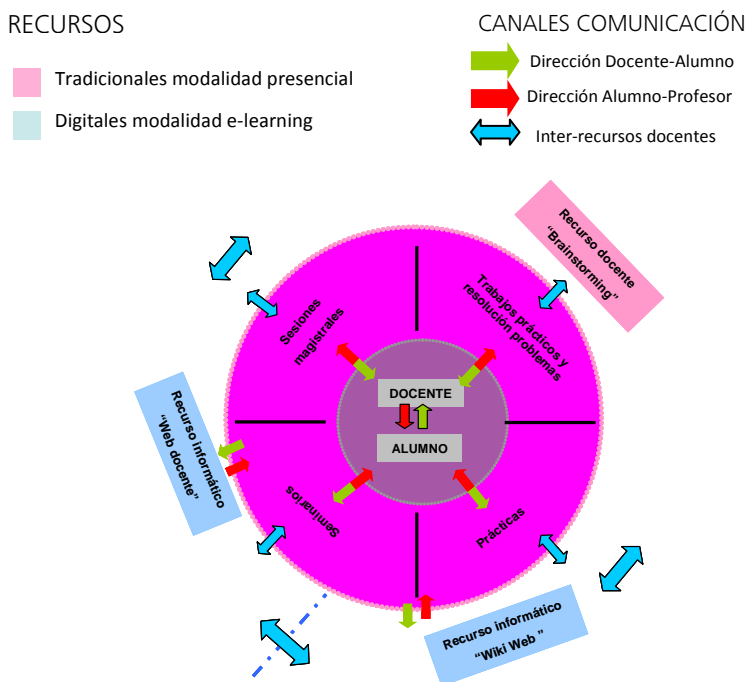 RECURSOS
Tradicionales modalidad presencial
Digitales modalidad e-learning
CANALES COMUNICACIÓN
Dirección Docente-Alumno
Dirección Alumno-Profesor
Inter-recursos docentes
Recurso docente
“Brainstorming”
Sesiones
magistrales
Trabajos prácticos y
resolución problemas
DOCENTE
ALUMNO
Recurso informático
“Web docente”
Seminarios
Prácticas
Recurso informático
“Wiki Web ”